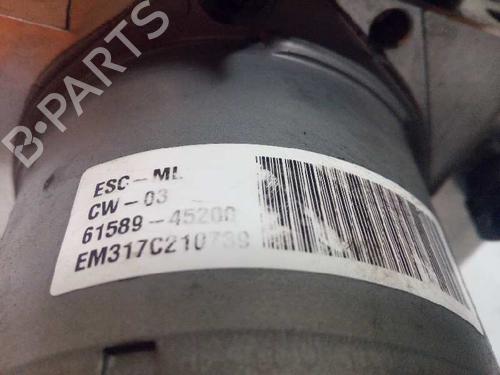 B-PARTS
ESC-ML
CW-03
61589-45200
EM317C210739